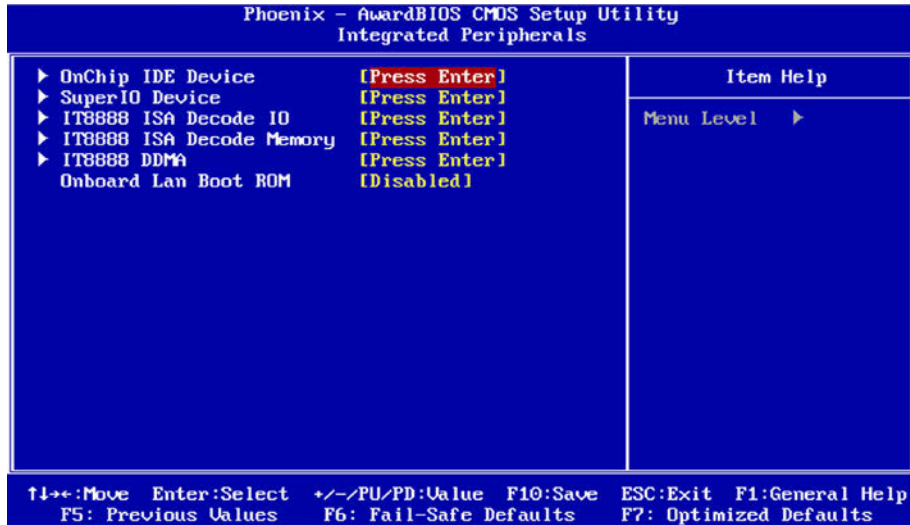 Phoenix - AwardBIOS CMOS Setup Utility
Integrated Peripherals
▶ OnChip IDE Device [Press Enter]
▶ SuperIO Device [Press Enter]
▶ IT8888 ISA Decode IO [Press Enter]
▶ IT8888 ISA Decode Memory [Press Enter]
▶ IT8888 DDMA [Press Enter]
Onboard Lan Boot ROM [Disabled]
Item Help
Menu Level ▶
↑↓→←:Move Enter:Select +/-/PU/PD:Value F10:Save ESC:Exit F1:General Help
F5: Previous Values F6: Fail-Safe Defaults F7: Optimized Defaults